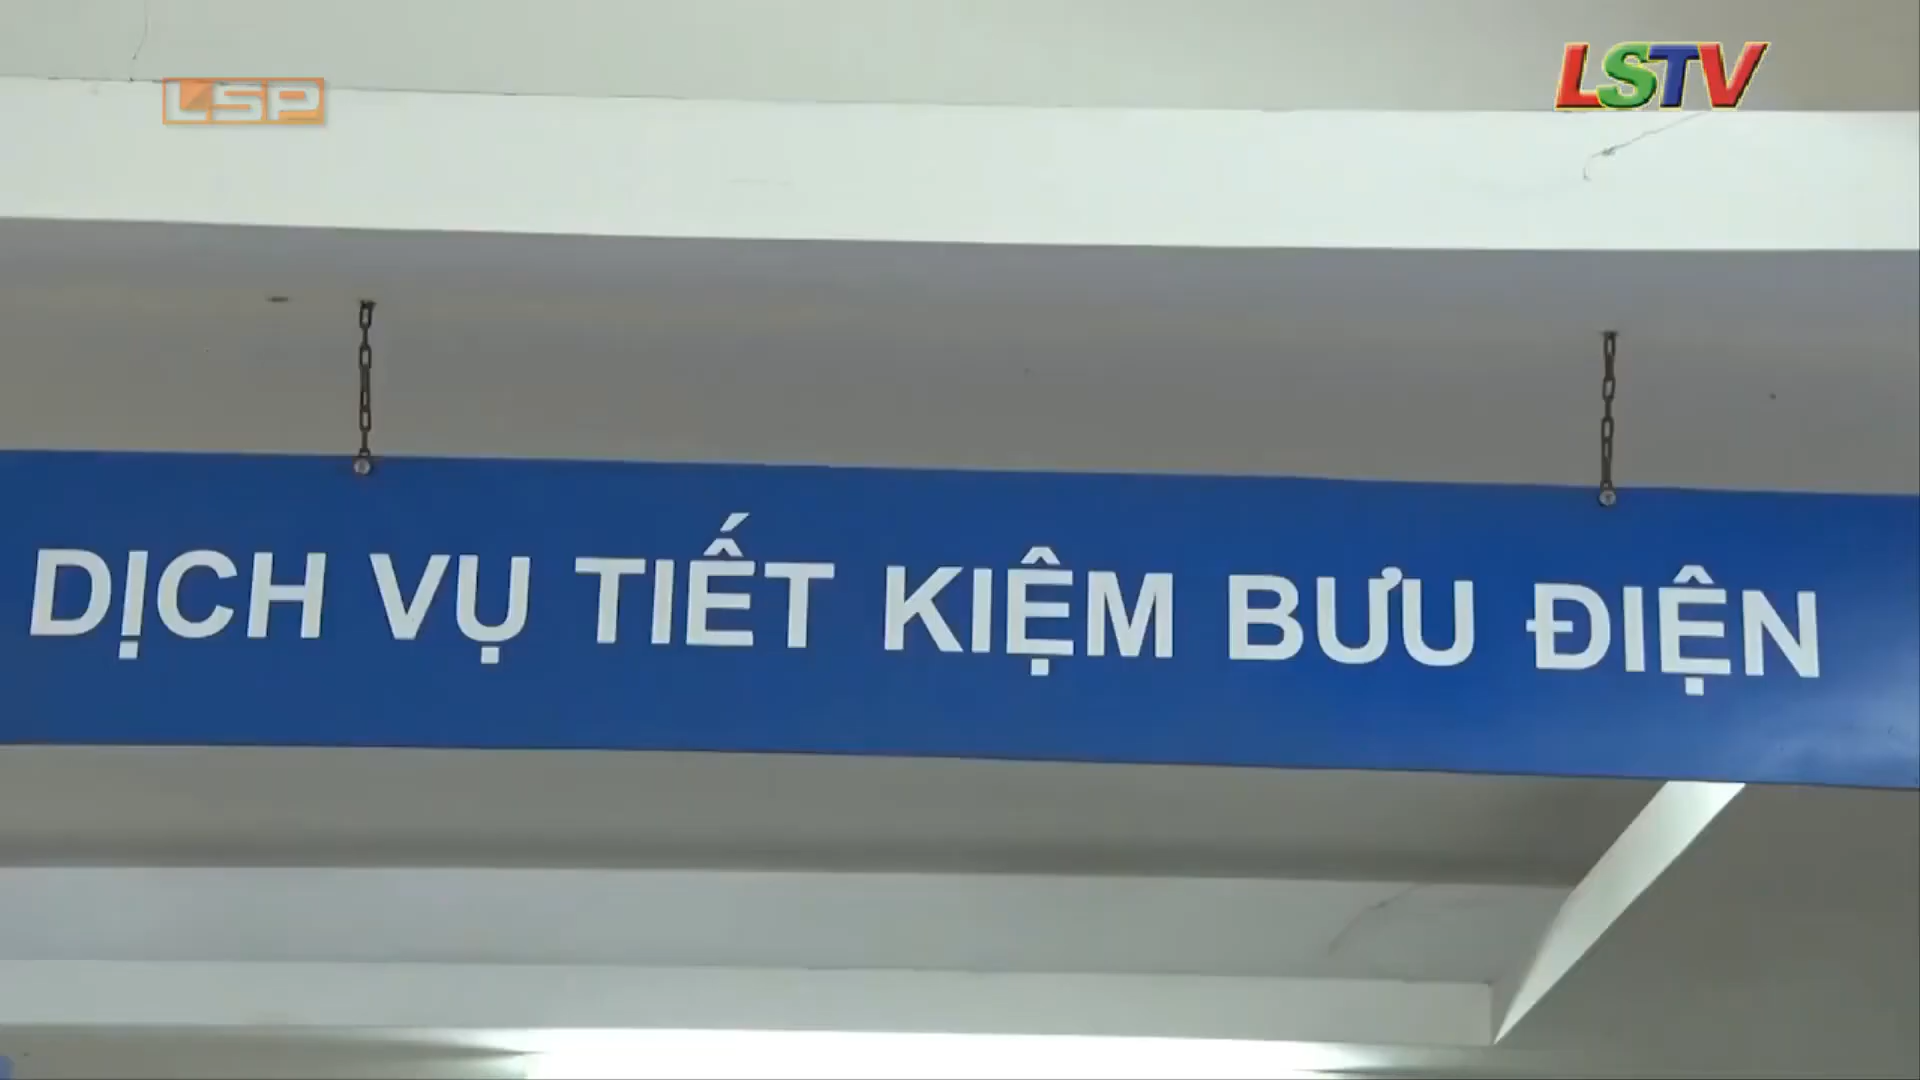 LSP
LSTV
DỊCH VỤ TIẾT KIỆM BƯU ĐIỆN